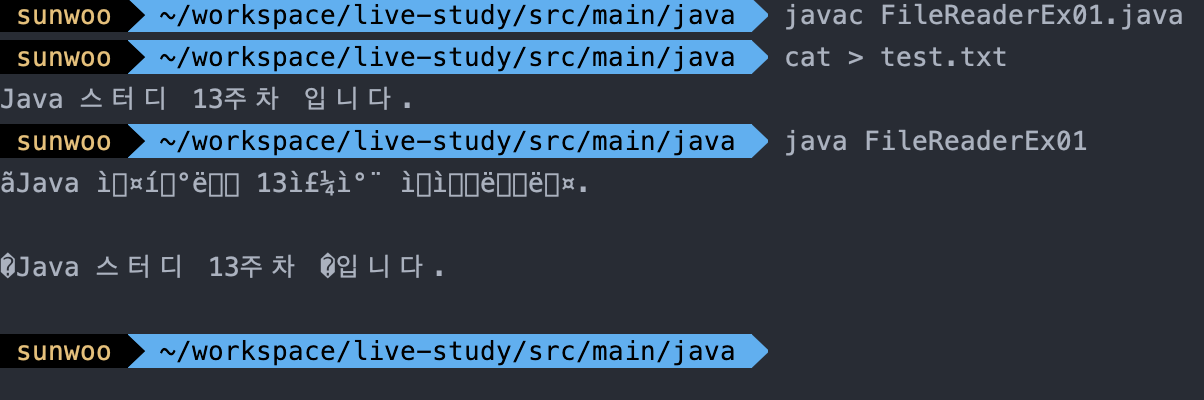 sunwoo ~/workspace/live-study/src/main/java javac FileReaderEx01.java
sunwoo ~/workspace/live-study/src/main/java cat > test.txt
Java 스터디 13주차 입니다.
sunwoo ~/workspace/live-study/src/main/java java FileReaderEx01
ãJava ì▯¤í▯°ë▯▯ 13ì£¼ì°¨ ì▯ì▯▯ë▯▯ë▯¤.
�Java 스터디 13주차 �입니다.
sunwoo ~/workspace/live-study/src/main/java